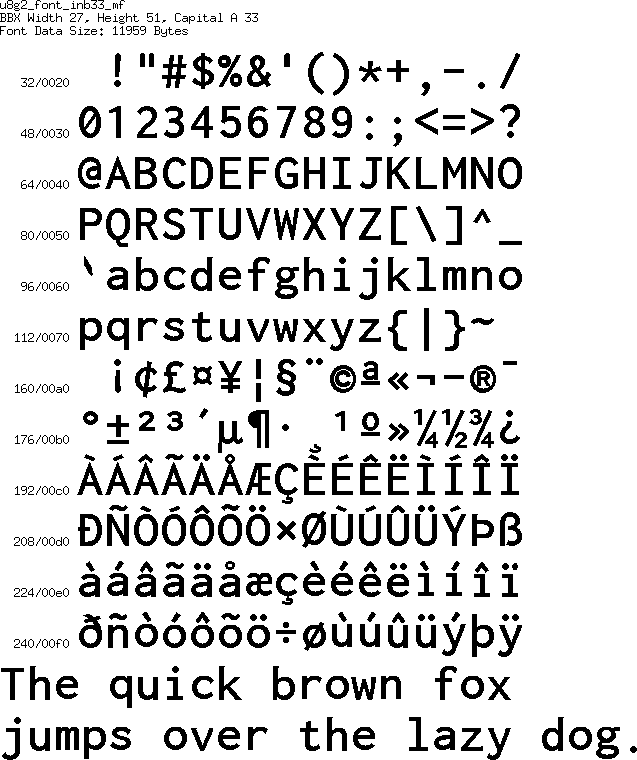 u8g2_font_inb33_mf
BBX Width 27, Height 51, Capital A 33
Font Data Size: 11959 Bytes
32/0020 !"#$%&'()*+,-./
48/0030 0123456789:;<=>?
64/0040 @ABCDEFGHIJKLMNO
80/0050 PQRSTUVWXYZ[\]^_
96/0060 `abcdefghijklmno
112/0070 pqrstuvwxyz{|}~
160/00a0 ¡¢£¤¥¦§¨©ª«¬-®¯
176/00b0 °±²³´µ¶·¸¹º»¼½¾¿
192/00c0 ÀÁÂÃÄÅÆÇÈÉÊËÌÍÎÏ
208/00d0 ÐÑÒÓÔÕÖ×ØÙÚÛÜÝÞß
224/00e0 àáâãäåæçèéêëìíîï
240/00f0 ðñòóôõö÷øùúûüýþÿ
The quick brown fox
jumps over the lazy dog.